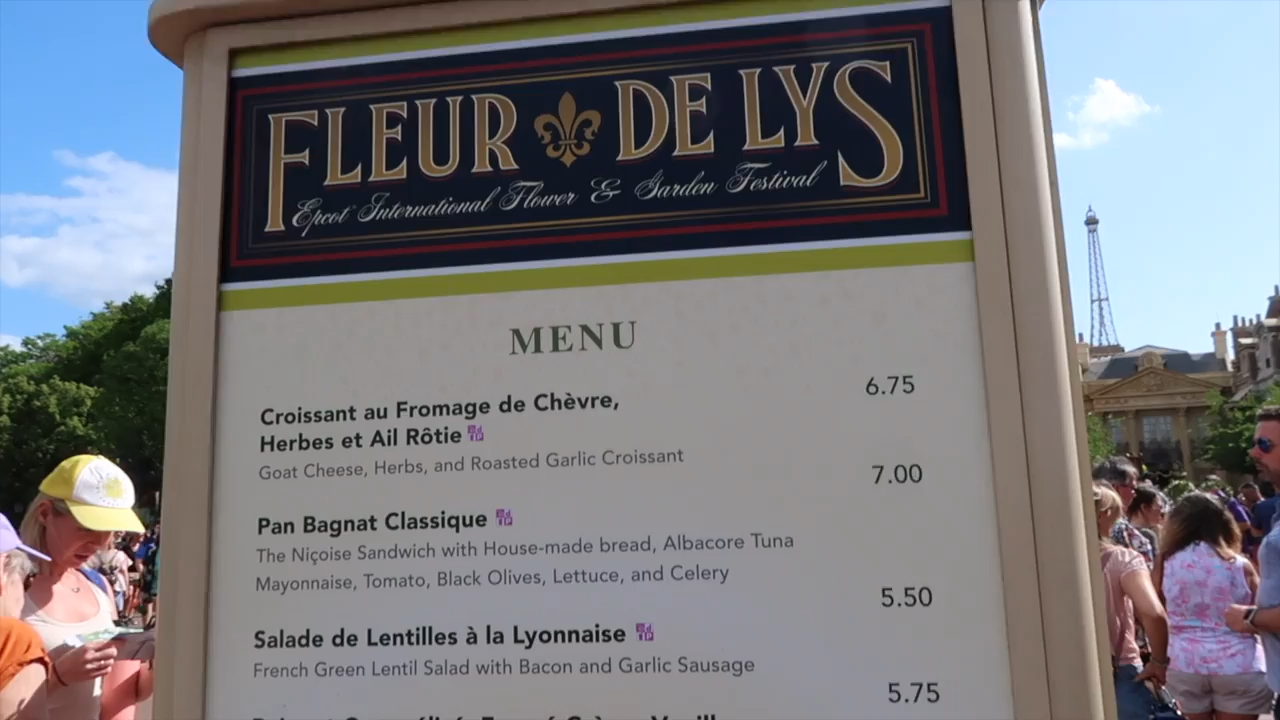 FLEUR DE LYS
Epcot International Flower & Garden Festival
MENU
Croissant au Fromage de Chèvre, 6.75
Herbes et Ail Rôtie
Goat Cheese, Herbs, and Roasted Garlic Croissant
Pan Bagnat Classique 7.00
The Niçoise Sandwich with House-made bread, Albacore Tuna
Mayonnaise, Tomato, Black Olives, Lettuce, and Celery
Salade de Lentilles à la Lyonnaise 5.50
French Green Lentil Salad with Bacon and Garlic Sausage
5.75